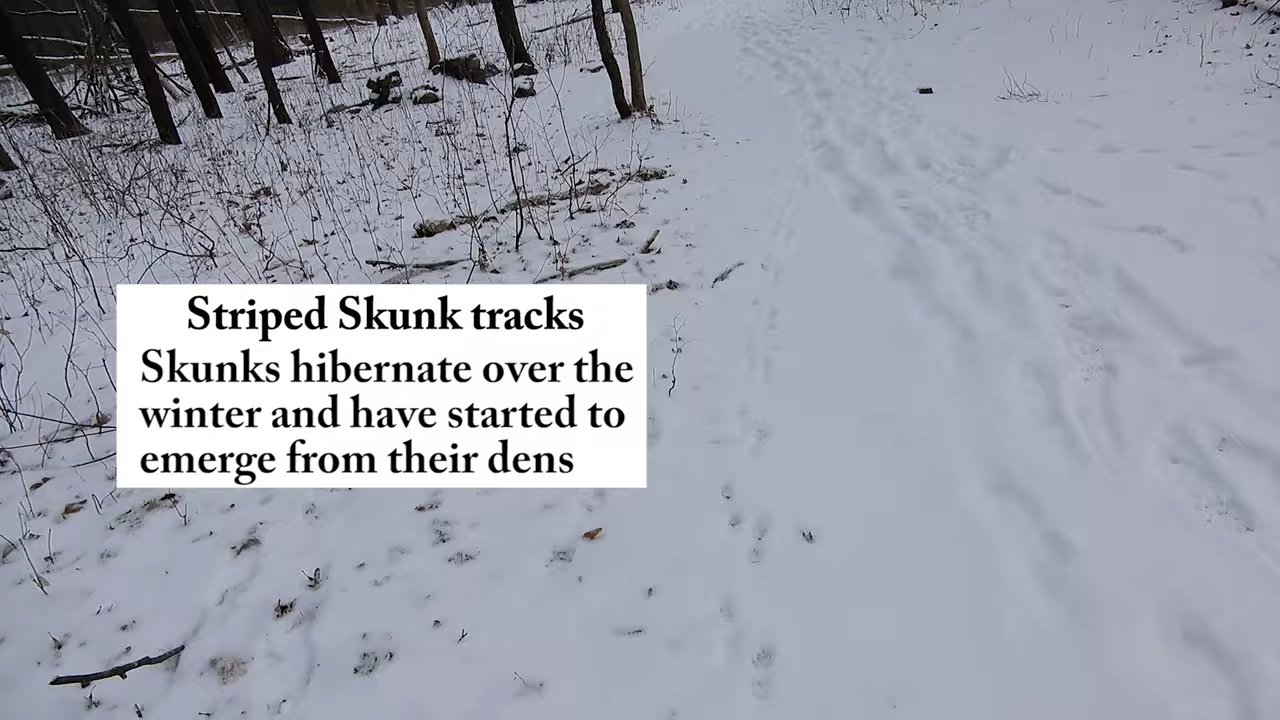 Striped Skunk tracks
Skunks hibernate over the
winter and have started to
emerge from their dens